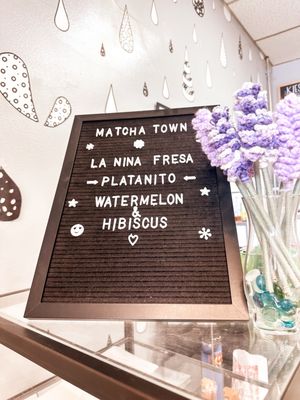 MATCHA TOWN
LA NINA FRESA
PLATANITO
WATERMELON
&
HIBISCUS